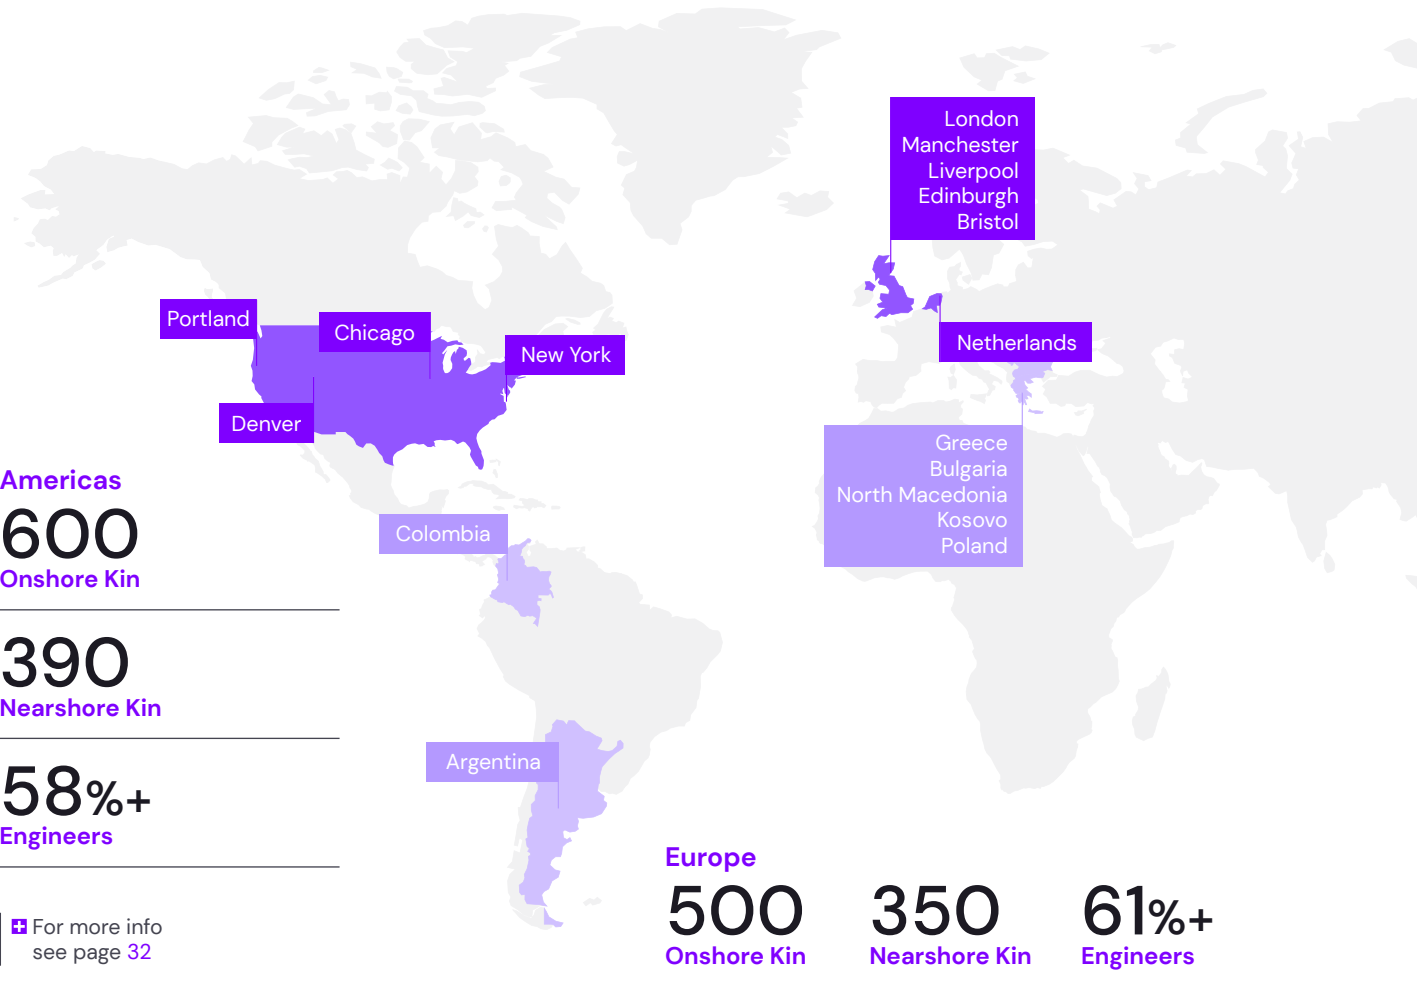 London
Manchester
Liverpool
Edinburgh
Bristol
Portland
Chicago
New York
Netherlands
Denver
Greece
Bulgaria
North Macedonia
Kosovo
Poland
Americas
600
Onshore Kin
Colombia
390
Nearshore Kin
Argentina
58%+
Engineers
Europe
500
Onshore Kin
350
Nearshore Kin
61%+
Engineers
For more info
see page 32